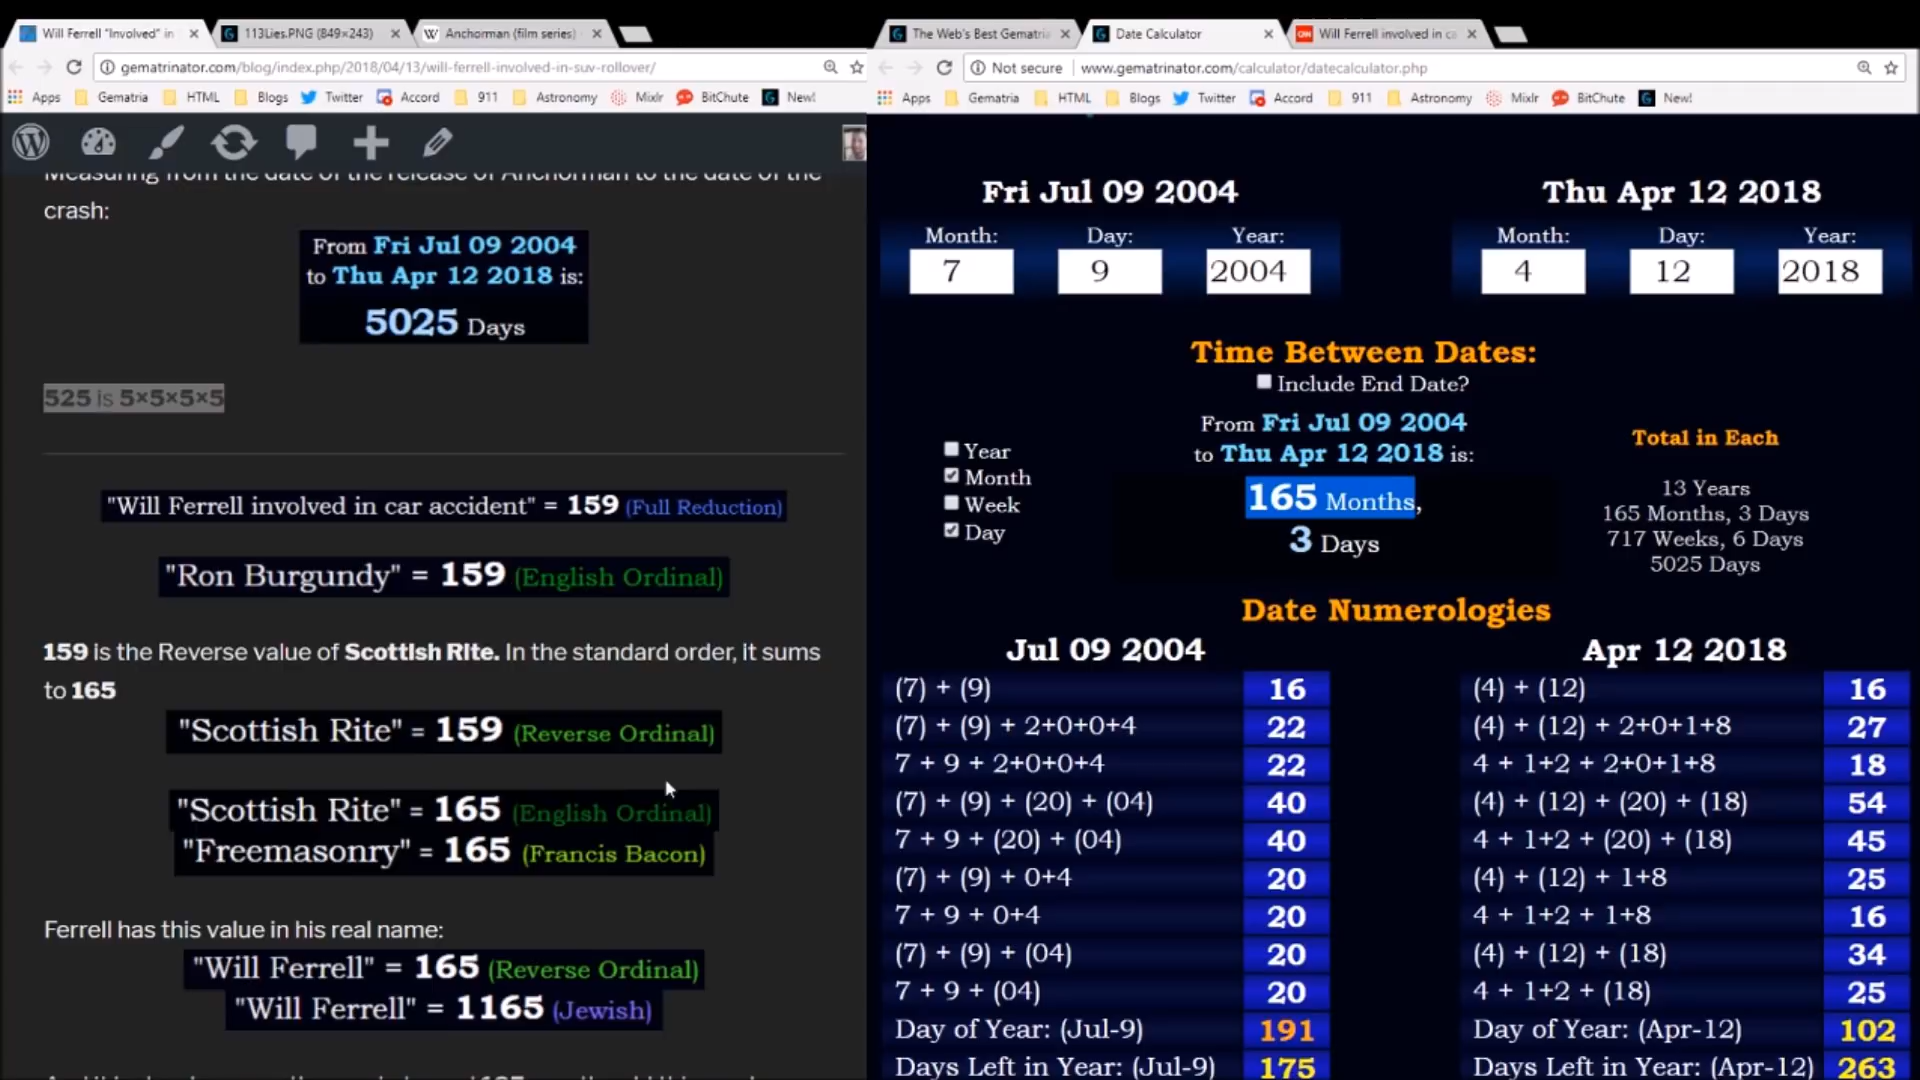 Will Ferrell "Involved" in
113Lies.PNG (849×243)
Anchorman (film series)
gematrinator.com/blog/index.php/2018/04/13/will-ferrell-involved-in-suv-rollover/
Apps Gematria HTML Blogs Twitter Accord 911 Astronomy Mixlr BitChute New!
Measuring from the date of the release of Anchorman to the date of the
crash:
From Fri Jul 09 2004
to Thu Apr 12 2018 is:
5025 Days
525 is 5×5×5×5
"Will Ferrell involved in car accident" = 159 (Full Reduction)
"Ron Burgundy" = 159 (English Ordinal)
159 is the Reverse value of Scottish Rite. In the standard order, it sums
to 165
"Scottish Rite" = 159 (Reverse Ordinal)
"Scottish Rite" = 165 (English Ordinal)
"Freemasonry" = 165 (Francis Bacon)
Ferrell has this value in his real name:
"Will Ferrell" = 165 (Reverse Ordinal)
"Will Ferrell" = 1165 (Jewish)
The Web's Best Gematria
Date Calculator
Will Ferrell involved in ca
Not secure www.gematrinator.com/calculator/datecalculator.php
Apps Gematria HTML Blogs Twitter Accord 911 Astronomy Mixlr BitChute New!
Fri Jul 09 2004
Month: Day: Year:
7 9 2004
Thu Apr 12 2018
Month: Day: Year:
4 12 2018
Time Between Dates:
Include End Date?
Year
Month
Week
Day
From Fri Jul 09 2004
to Thu Apr 12 2018 is:
165 Months,
3 Days
Total in Each
13 Years
165 Months, 3 Days
717 Weeks, 6 Days
5025 Days
Date Numerologies
Jul 09 2004
(7) + (9) 16
(7) + (9) + 2+0+0+4 22
7 + 9 + 2+0+0+4 22
(7) + (9) + (20) + (04) 40
7 + 9 + (20) + (04) 40
(7) + (9) + 0+4 20
7 + 9 + 0+4 20
(7) + (9) + (04) 20
7 + 9 + (04) 20
Day of Year: (Jul-9) 191
Days Left in Year: (Jul-9) 175
Apr 12 2018
(4) + (12) 16
(4) + (12) + 2+0+1+8 27
4 + 1+2 + 2+0+1+8 18
(4) + (12) + (20) + (18) 54
4 + 1+2 + (20) + (18) 45
(4) + (12) + 1+8 25
4 + 1+2 + 1+8 16
(4) + (12) + (18) 34
4 + 1+2 + (18) 25
Day of Year: (Apr-12) 102
Days Left in Year: (Apr-12) 263